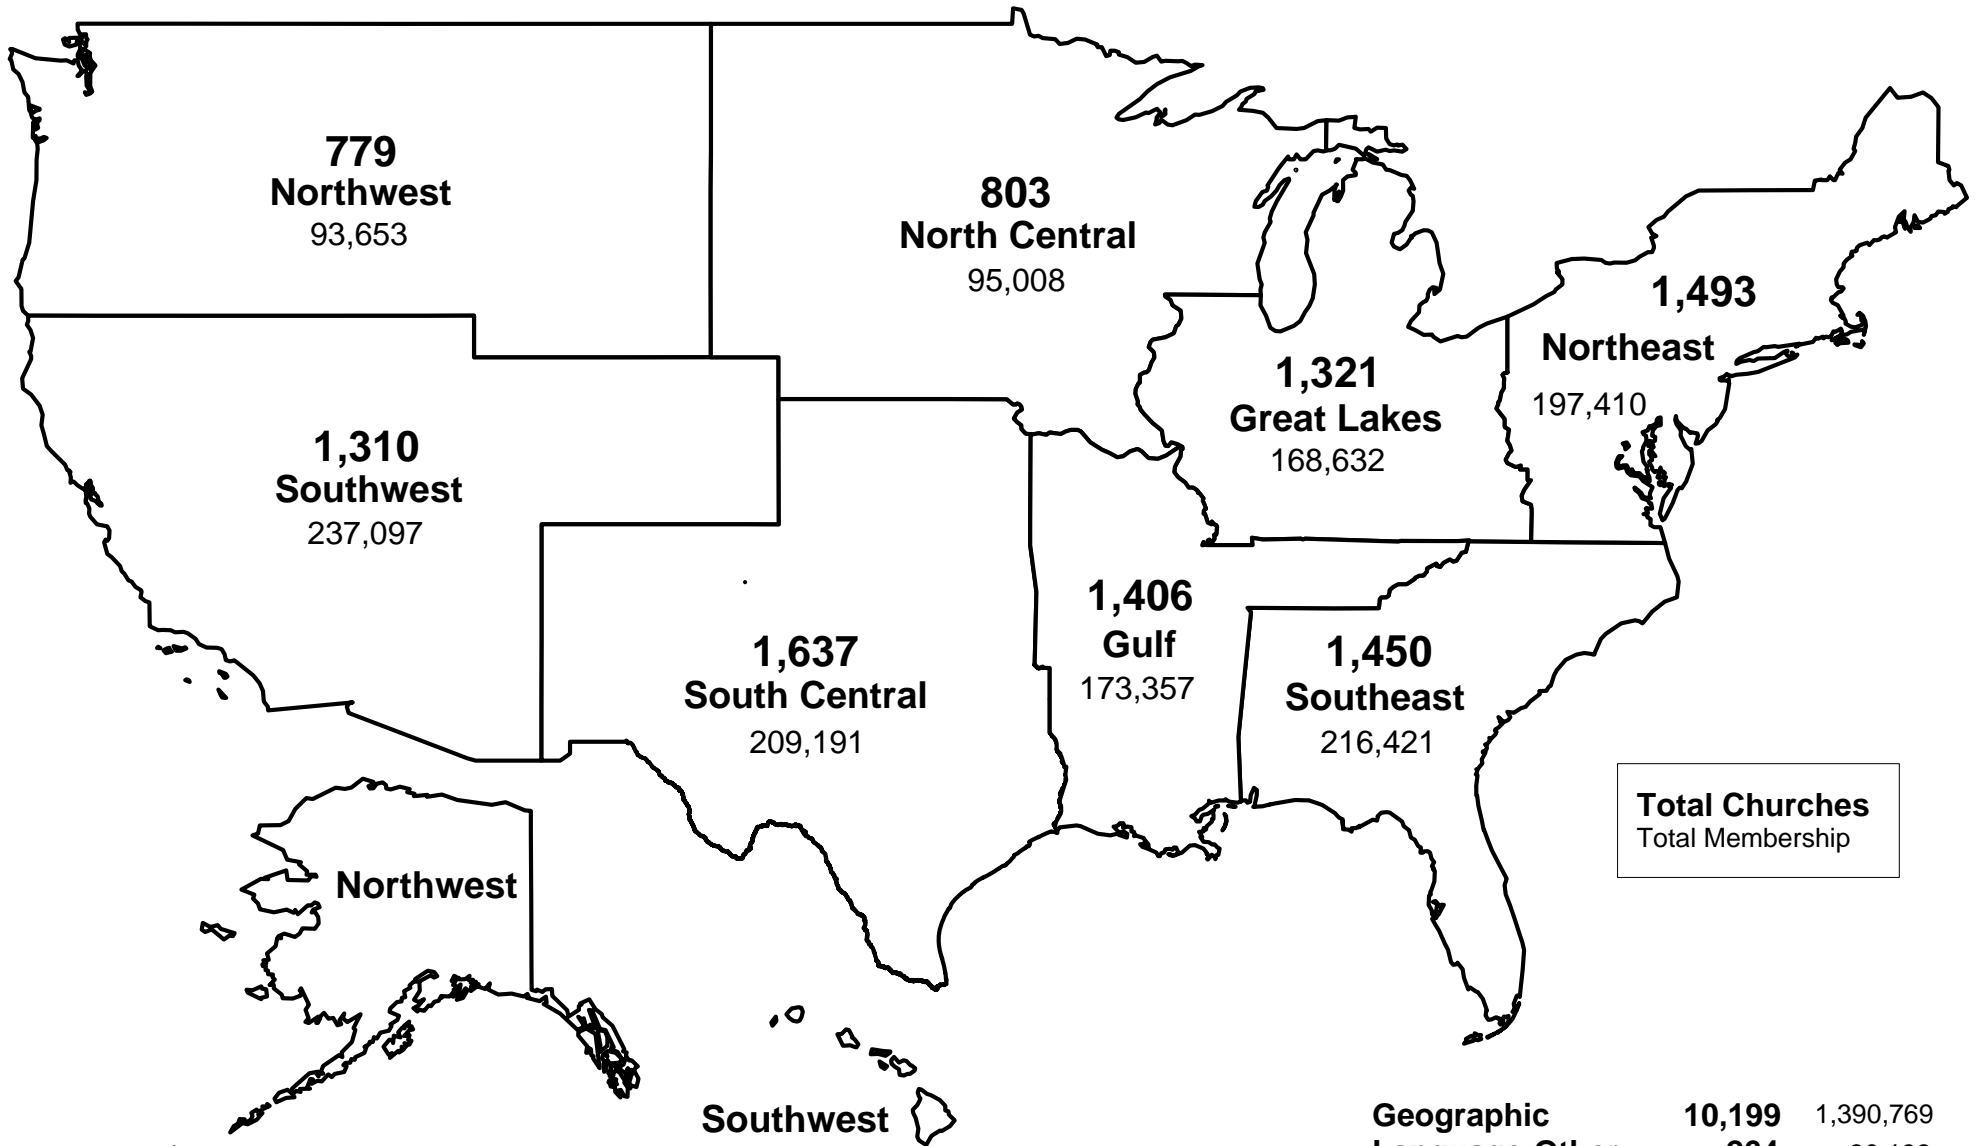 779
Northwest
93,653
803
North Central
95,008
1,493
Northeast
197,410
1,321
Great Lakes
168,632
1,310
Southwest
237,097
1,406
Gulf
173,357
1,637
South Central
209,191
1,450
Southeast
216,421
Total Churches
Total Membership
Northwest
Southwest
Geographic 10,199 1,390,769